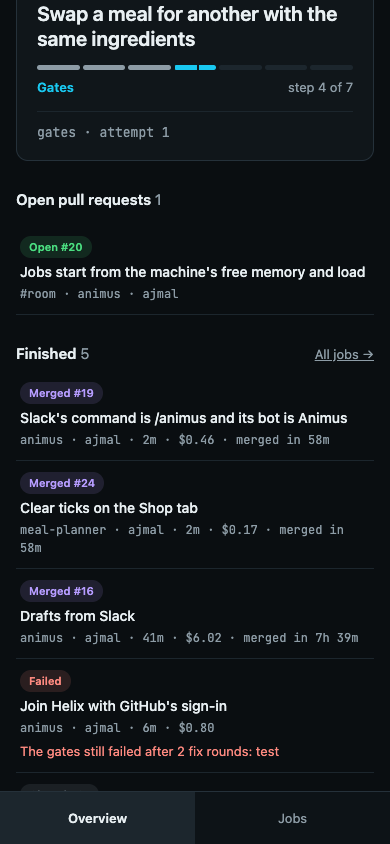 Swap a meal for another with the
same ingredients
Gates
step 4 of 7
gates · attempt 1
Open pull requests 1
Open #20
Jobs start from the machine's free memory and load
#room · animus · ajmal
Finished 5
All jobs →
Merged #19
Slack's command is /animus and its bot is Animus
animus · ajmal · 2m · $0.46 · merged in 58m
Merged #24
Clear ticks on the Shop tab
meal-planner · ajmal · 2m · $0.17 · merged in
58m
Merged #16
Drafts from Slack
animus · ajmal · 41m · $6.02 · merged in 7h 39m
Failed
Join Helix with GitHub's sign-in
animus · ajmal · 6m · $0.80
The gates still failed after 2 fix rounds: test
Overview
Jobs